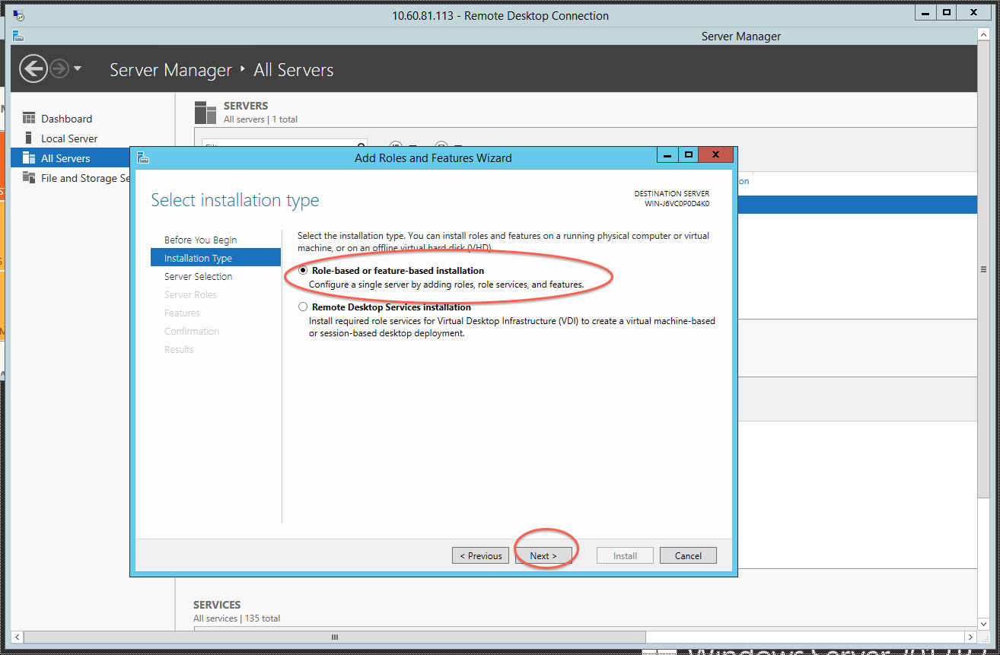 10.60.81.113 - Remote Desktop Connection
Server Manager
Server Manager ‣ All Servers
Dashboard
Local Server
All Servers
File and Storage Se
SERVERS
All servers | 1 total
on
Add Roles and Features Wizard
Select installation type
DESTINATION SERVER
WIN-J6VC0P0D4K0
Before You Begin
Installation Type
Server Selection
Server Roles
Features
Confirmation
Results
Select the installation type. You can install roles and features on a running physical computer or virtual
machine, or on an offline virtual hard disk (VHD).
Role-based or feature-based installation
Configure a single server by adding roles, role services, and features.
Remote Desktop Services installation
Install required role services for Virtual Desktop Infrastructure (VDI) to create a virtual machine-based
or session-based desktop deployment.
< Previous
Next >
Install
Cancel
SERVICES
All services | 135 total
Windows Server